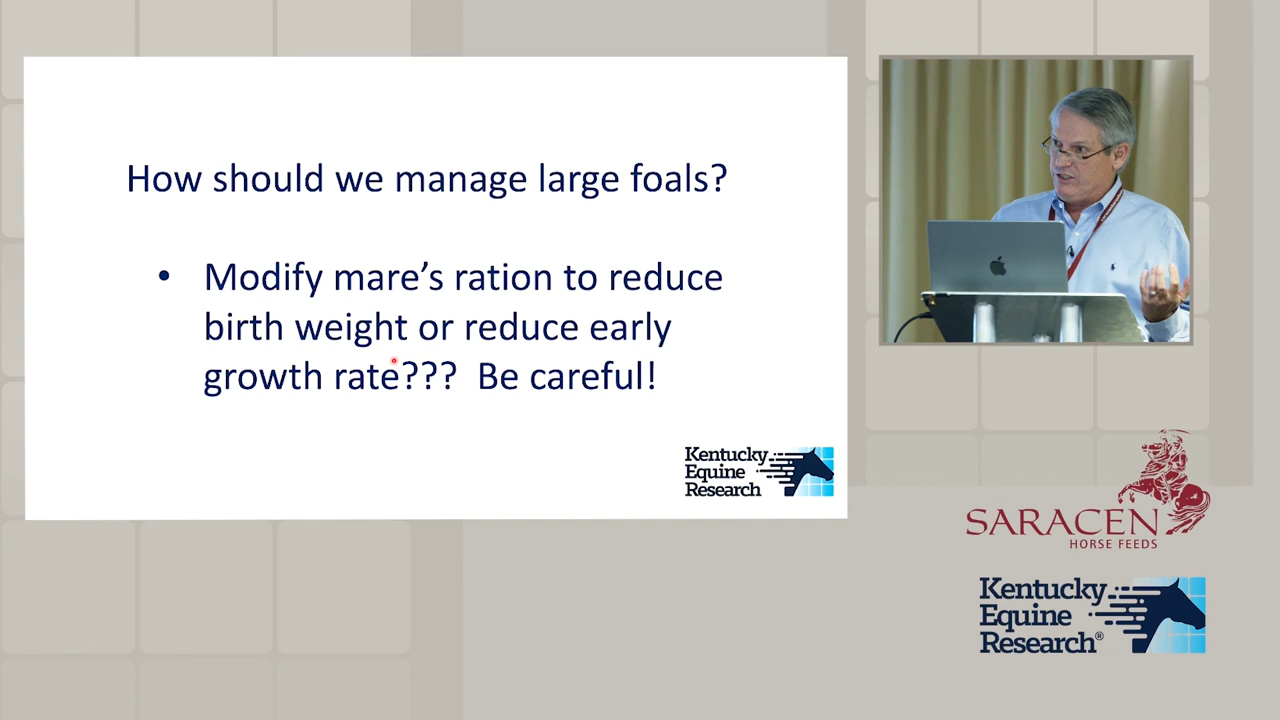 How should we manage large foals?
• Modify mare’s ration to reduce
birth weight or reduce early
growth rate??? Be careful!
Kentucky
Equine
Research
SARACEN
HORSE FEEDS
Kentucky
Equine
Research®